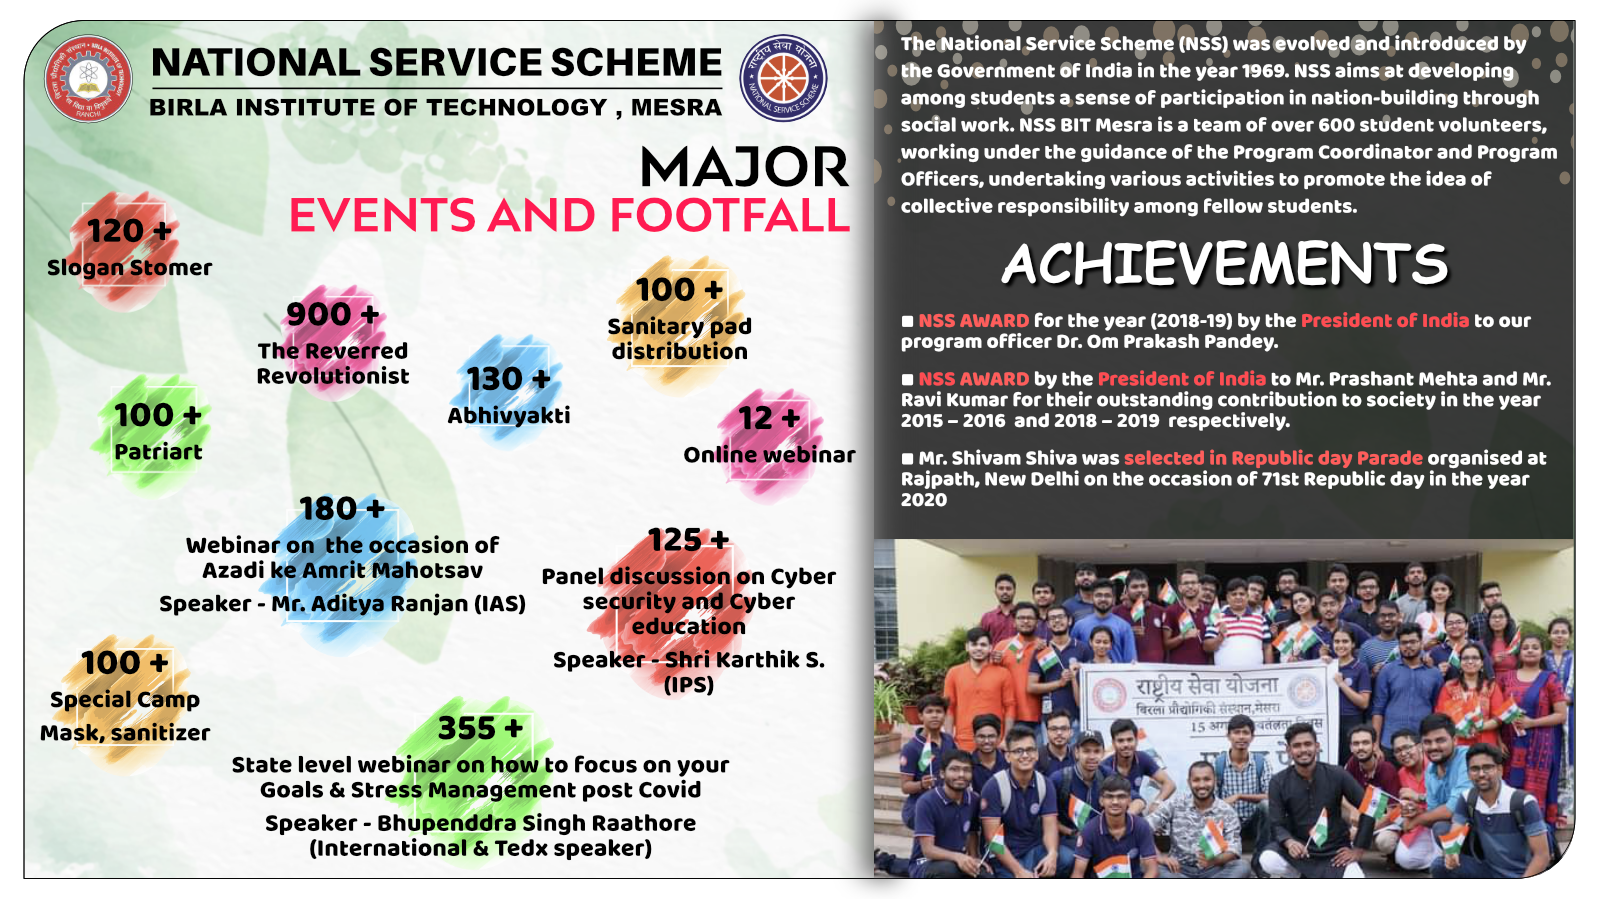 NATIONAL SERVICE SCHEME
BIRLA INSTITUTE OF TECHNOLOGY , MESRA
राष्ट्रीय सेवा योजना
NATIONAL SERVICE SCHEME
RANCHI
MAJOR
EVENTS AND FOOTFALL
120 +
Slogan Stomer
900 +
The Reverred
Revolutionist
100 +
Sanitary pad
distribution
130 +
Abhivyakti
100 +
Patriart
12 +
Online webinar
180 +
Webinar on the occasion of
Azadi ke Amrit Mahotsav
Speaker - Mr. Aditya Ranjan (IAS)
125 +
Panel discussion on Cyber
security and Cyber
education
Speaker - Shri Karthik S.
(IPS)
100 +
Special Camp
Mask, sanitizer
355 +
State level webinar on how to focus on your
Goals & Stress Management post Covid
Speaker - Bhupenddra Singh Raathore
(International & Tedx speaker)
The National Service Scheme (NSS) was evolved and introduced by
the Government of India in the year 1969. NSS aims at developing
among students a sense of participation in nation-building through
social work. NSS BIT Mesra is a team of over 600 student volunteers,
working under the guidance of the Program Coordinator and Program
Officers, undertaking various activities to promote the idea of
collective responsibility among fellow students.
ACHIEVEMENTS
NSS AWARD for the year (2018-19) by the President of India to our
program officer Dr. Om Prakash Pandey.
NSS AWARD by the President of India to Mr. Prashant Mehta and Mr.
Ravi Kumar for their outstanding contribution to society in the year
2015 – 2016 and 2018 – 2019 respectively.
Mr. Shivam Shiva was selected in Republic day Parade organised at
Rajpath, New Delhi on the occasion of 71st Republic day in the year
2020
राष्ट्रीय सेवा योजना
बिरला प्रौद्योगिकी संस्थान,मेसरा
15